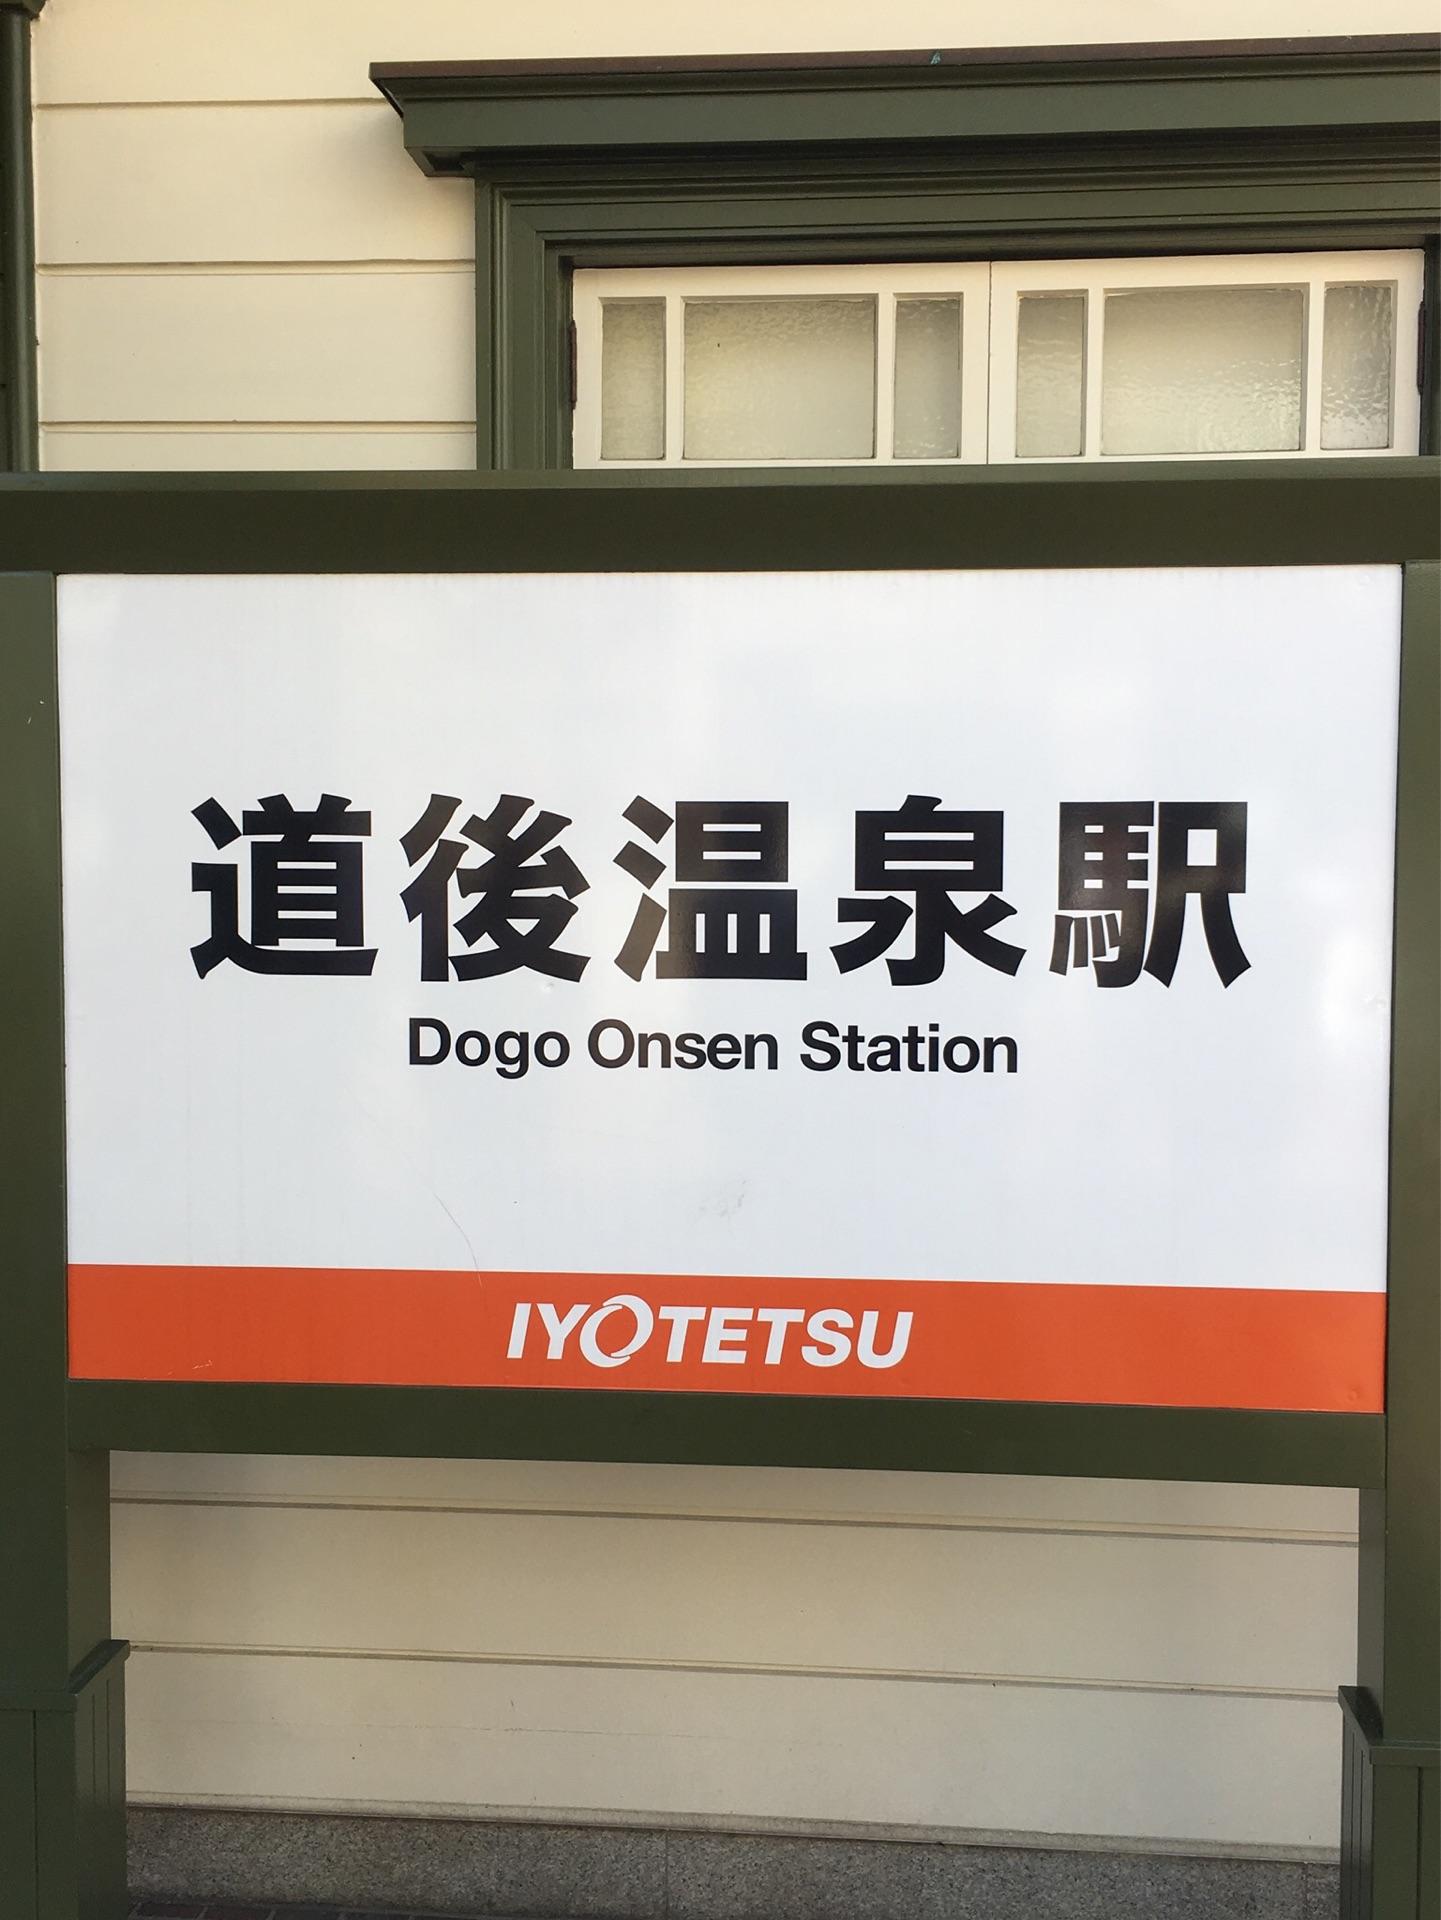 道後温泉駅
Dogo Onsen Station
IYOTETSU